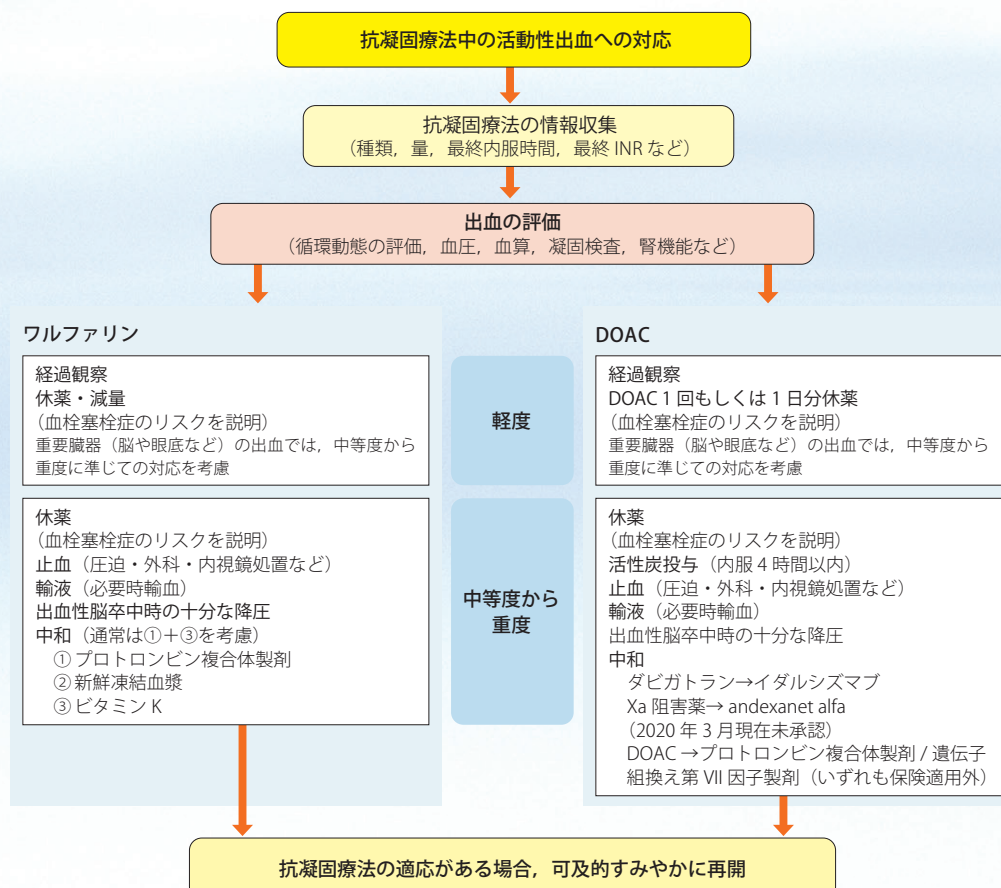 抗凝固療法中の活動性出血への対応
抗凝固療法の情報収集
（種類，量，最終内服時間，最終 INR など）
出血の評価
（循環動態の評価，血圧，血算，凝固検査，腎機能など）
ワルファリン
経過観察
休薬・減量
（血栓塞栓症のリスクを説明）
重要臓器（脳や眼底など）の出血では，中等度から
重度に準じての対応を考慮
休薬
（血栓塞栓症のリスクを説明）
止血（圧迫・外科・内視鏡処置など）
輸液（必要時輸血）
出血性脳卒中時の十分な降圧
中和（通常は①＋③を考慮）
① プロトロンビン複合体製剤
② 新鮮凍結血漿
③ ビタミン K
軽度
中等度から
重度
DOAC
経過観察
DOAC 1 回もしくは 1 日分休薬
（血栓塞栓症のリスクを説明）
重要臓器（脳や眼底など）の出血では，中等度から
重度に準じての対応を考慮
休薬
（血栓塞栓症のリスクを説明）
活性炭投与（内服 4 時間以内）
止血（圧迫・外科・内視鏡処置など）
輸液（必要時輸血）
出血性脳卒中時の十分な降圧
中和
ダビガトラン→イダルシズマブ
Xa 阻害薬→ andexanet alfa
（2020 年 3 月現在未承認）
DOAC →プロトロンビン複合体製剤 / 遺伝子
組換え第 VII 因子製剤（いずれも保険適用外）
抗凝固療法の適応がある場合，可及的すみやかに再開